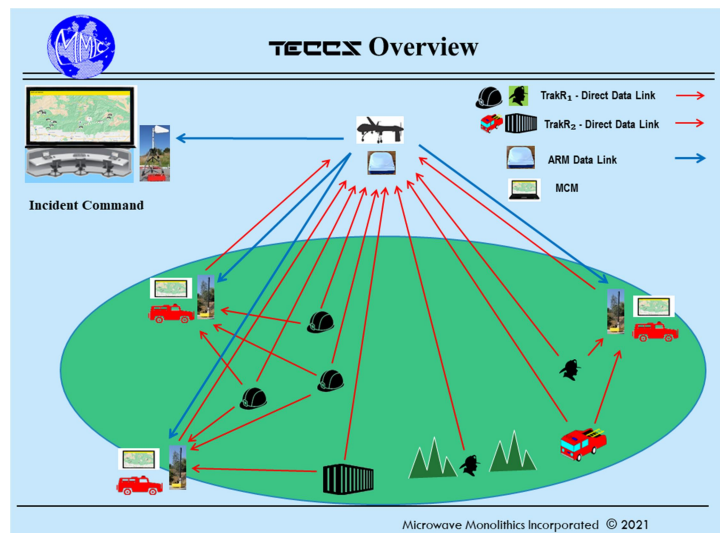 MMIC
TECCS Overview
TrakR₁ - Direct Data Link
TrakR₂ - Direct Data Link
ARM Data Link
MCM
Incident Command
Microwave Monolithics Incorporated © 2021